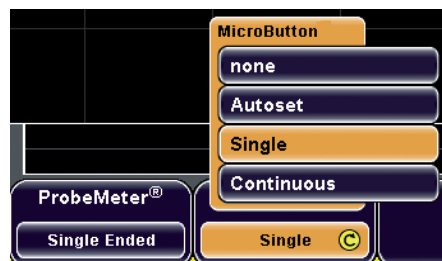 MicroButton
none
Autoset
Single
Continuous
ProbeMeter®
Single Ended
Single